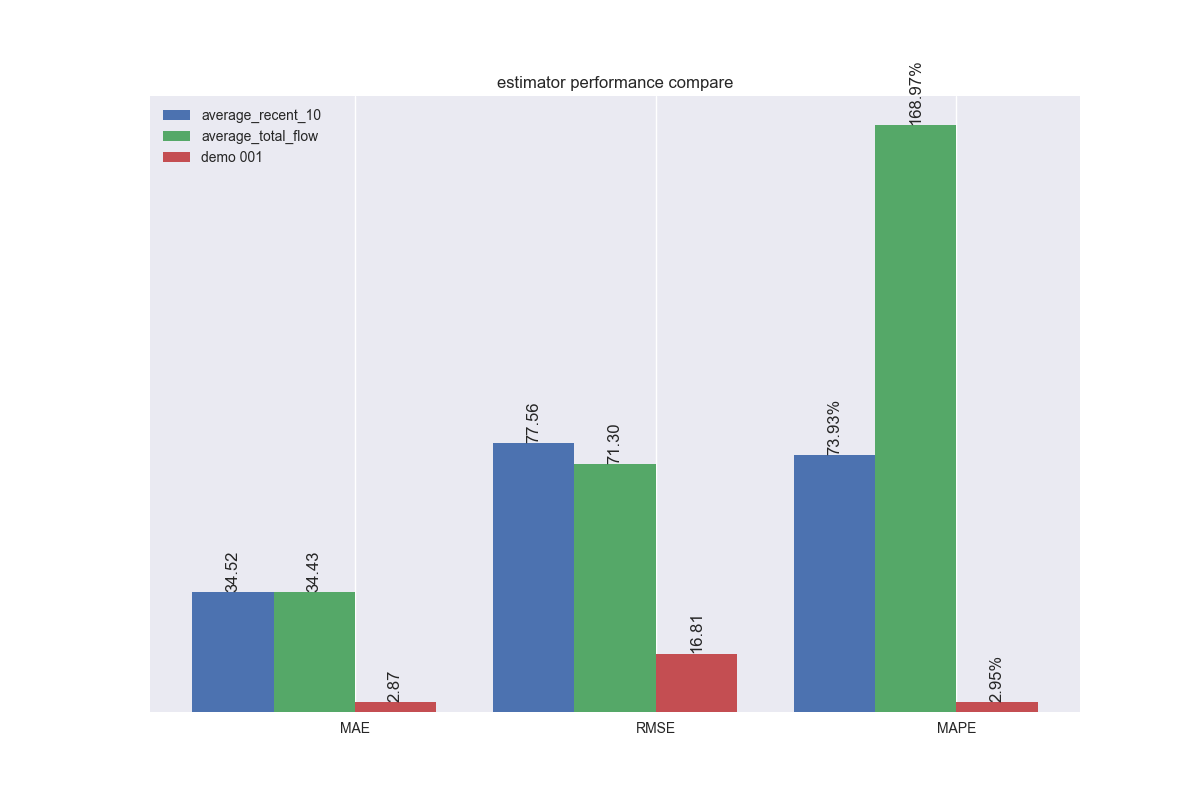 estimator performance compare
average_recent_10
average_total_flow
demo 001
34.52
34.43
2.87
77.56
71.30
16.81
73.93%
168.97%
2.95%
MAE
RMSE
MAPE